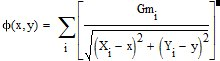 ϕ(x,y) = ∑_i [ Gm_i / √((X_i − x)² + (Y_i − y)²) ]